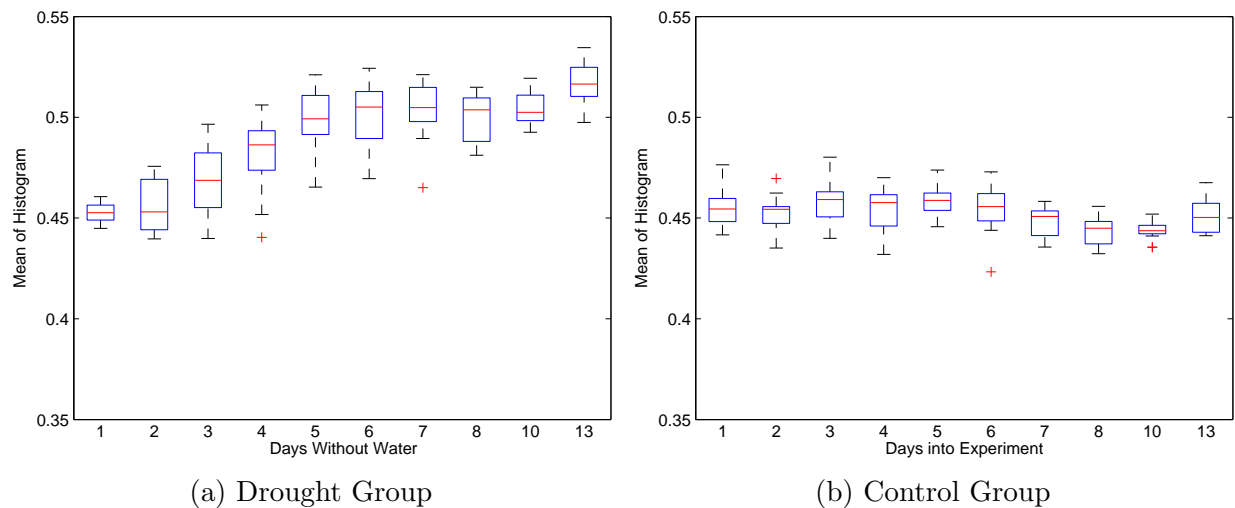 0.55
0.5
0.45
0.4
0.35
Mean of Histogram
1 2 3 4 5 6 7 8 10 13
Days Without Water
(a) Drought Group
0.55
0.5
0.45
0.4
0.35
Mean of Histogram
1 2 3 4 5 6 7 8 10 13
Days into Experiment
(b) Control Group